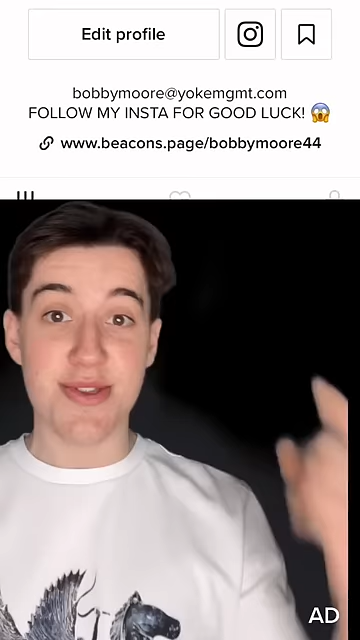 Edit profile
bobbymoore@yokemgmt.com
FOLLOW MY INSTA FOR GOOD LUCK! 😱
www.beacons.page/bobbymoore44
AD